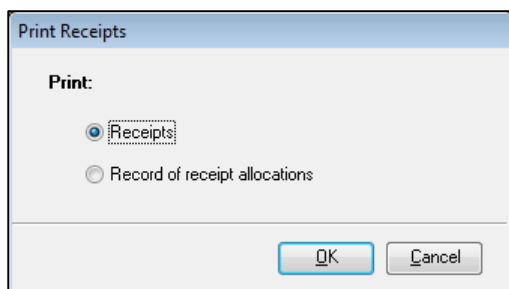 Print Receipts
Print:
Receipts
Record of receipt allocations
OK Cancel